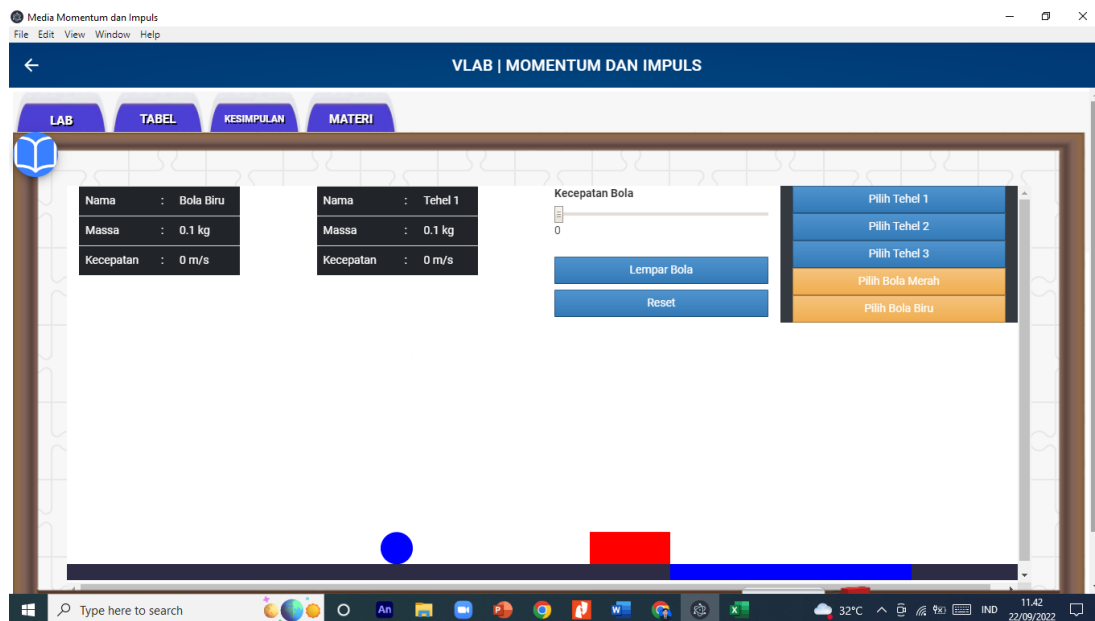 Media Momentum dan Impuls
File Edit View Window Help
VLAB | MOMENTUM DAN IMPULS
LAB TABEL KESIMPULAN MATERI
Nama : Bola Biru
Massa : 0.1 kg
Kecepatan : 0 m/s
Nama : Tehel 1
Massa : 0.1 kg
Kecepatan : 0 m/s
Kecepatan Bola
0
Lempar Bola
Reset
Pilih Tehel 1
Pilih Tehel 2
Pilih Tehel 3
Pilih Bola Merah
Pilih Bola Biru
Type here to search
An
32°C
IND
11.42
22/09/2022